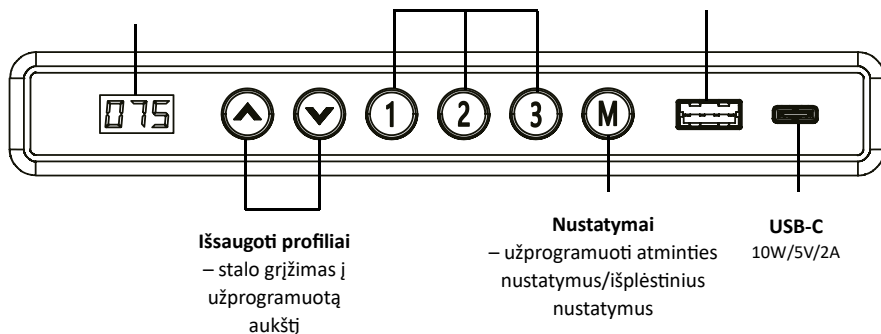 075
1
2
3
M
Išsaugoti profiliai
– stalo grįžimas į
užprogramuotą
aukštį
Nustatymai
– užprogramuoti atminties
nustatymus/išplėstinius
nustatymus
USB-C
10W/5V/2A